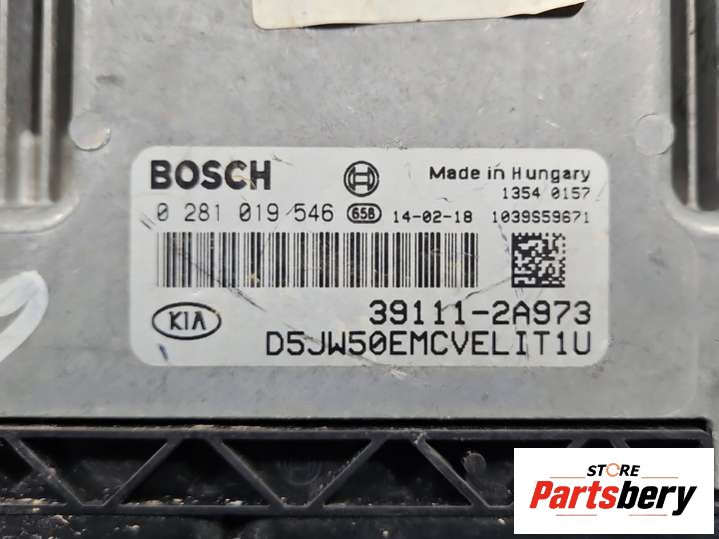 BOSCH
Made in Hungary
1354 0157
0 281 019 546 658 14-02-18 1039S59671
KIA
39111-2A973
D5JW50EMCVELIT1U
STORE
Partsbery